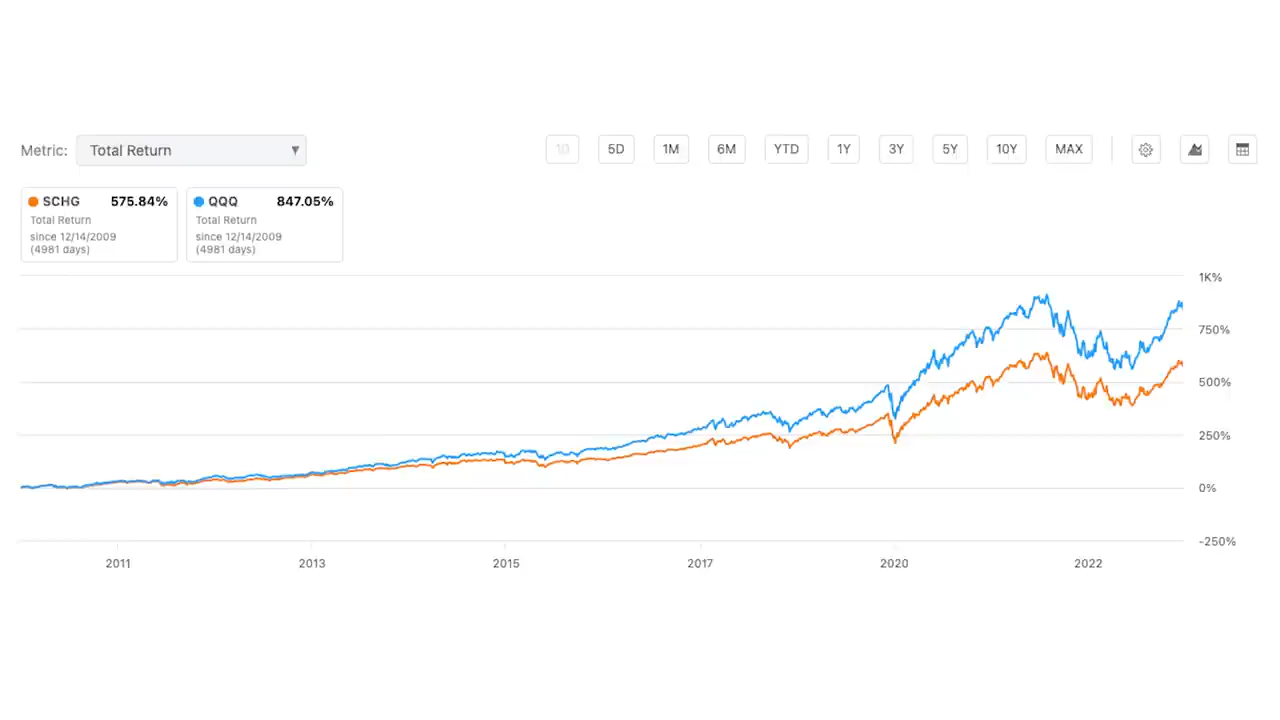 Metric: Total Return ▼ 1D 5D 1M 6M YTD 1Y 3Y 5Y 10Y MAX
SCHG 575.84% QQQ 847.05%
Total Return Total Return
since 12/14/2009 since 12/14/2009
(4981 days) (4981 days)
1K%
750%
500%
250%
0%
-250%
2011 2013 2015 2017 2020 2022